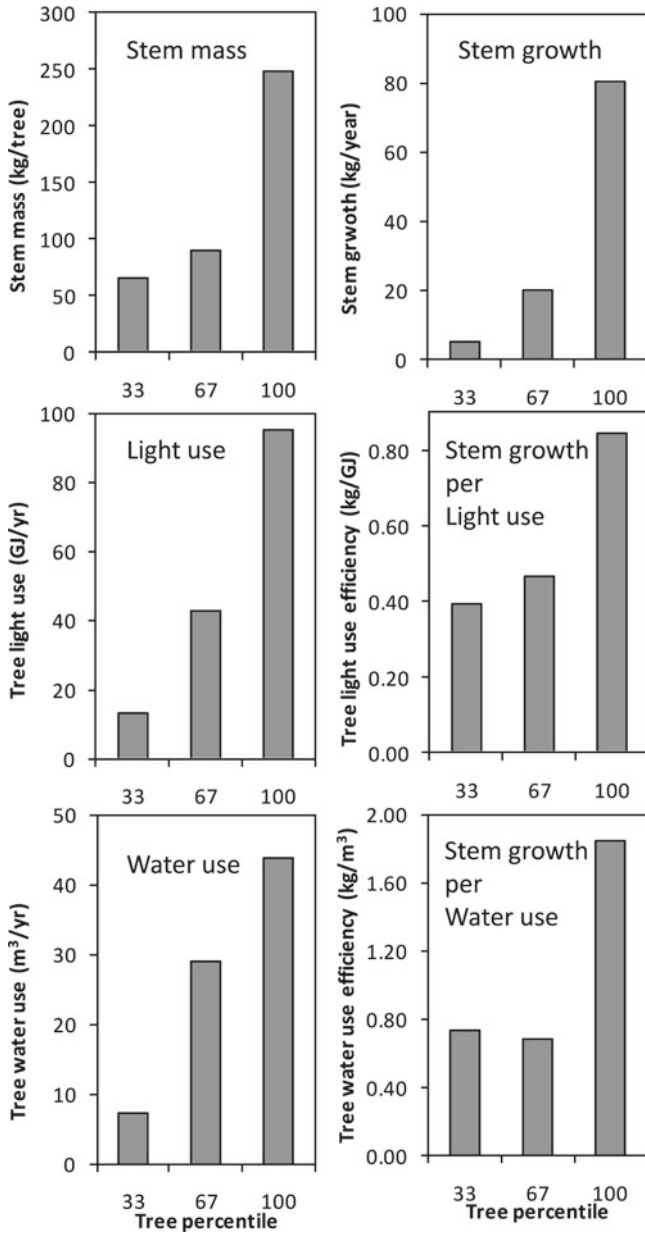 Stem mass
Stem mass (kg/tree)
300
250
200
150
100
50
0
33 67 100
Stem growth
Stem grwoth (kg/year)
100
80
60
40
20
0
33 67 100
Light use
Tree light use (GJ/yr)
100
80
60
40
20
0
33 67 100
Stem growth
per
Light use
Tree light use efficiency (kg/GJ)
0.80
0.60
0.40
0.20
0.00
33 67 100
Water use
Tree water use (m³/yr)
50
40
30
20
10
0
33 67 100
Tree percentile
Stem growth
per
Water use
Tree water use efficiency (kg/m³)
2.00
1.60
1.20
0.80
0.40
0.00
33 67 100
Tree percentile